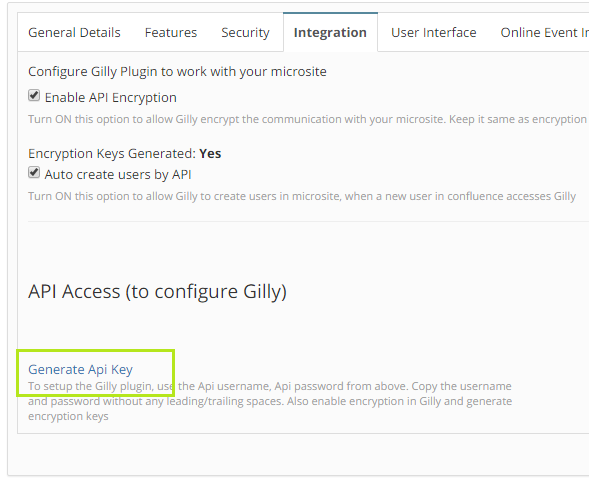 General Details Features Security Integration User Interface Online Event
Configure Gilly Plugin to work with your microsite
Enable API Encryption
Turn ON this option to allow Gilly encrypt the communication with your microsite. Keep it same as encryption
Encryption Keys Generated: Yes
Auto create users by API
Turn ON this option to allow Gilly to create users in microsite, when a new user in confluence accesses Gilly
API Access (to configure Gilly)
Generate Api Key
To setup the Gilly plugin, use the Api username, Api password from above. Copy the username
and password without any leading/trailing spaces. Also enable encryption in Gilly and generate
encryption keys